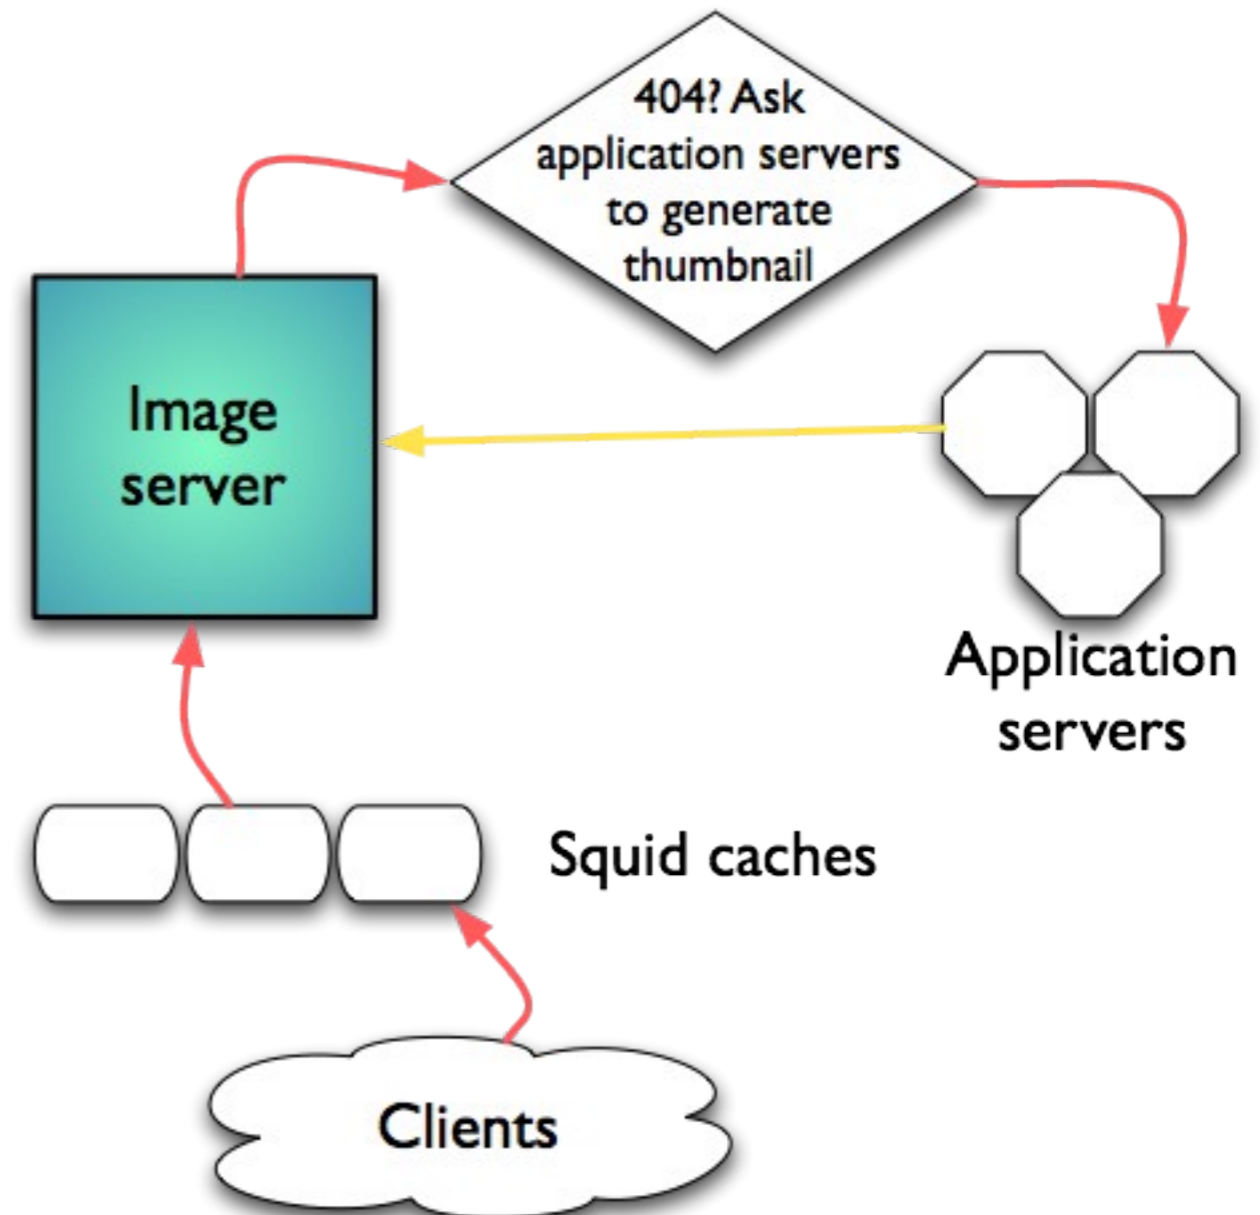 404? Ask
application servers
to generate
thumbnail
Image
server
Application
servers
Squid caches
Clients